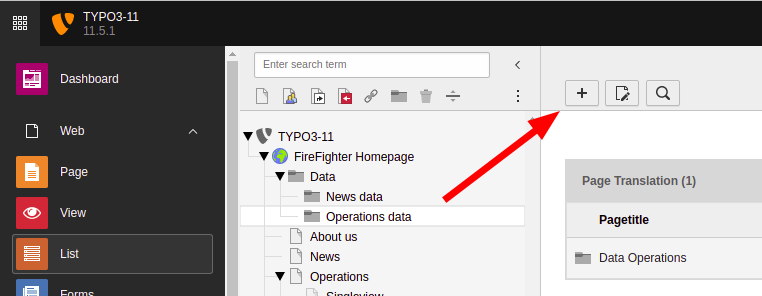 TYPO3-11
11.5.1
Enter search term
Dashboard
Web
Page
View
List
Forms
TYPO3-11
FireFighter Homepage
Data
News data
Operations data
About us
News
Operations
Singleview
Page Translation (1)
Pagetitle
Data Operations